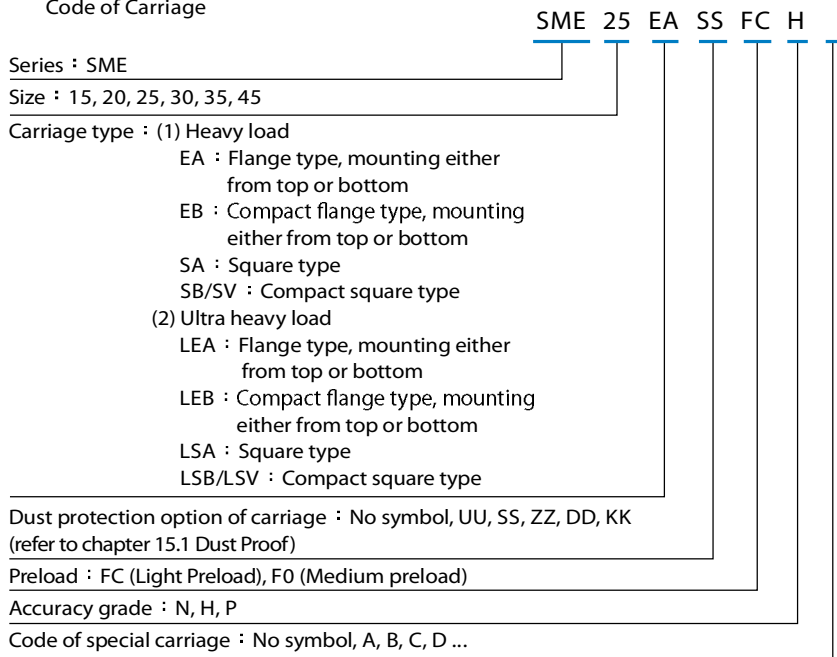 Code of Carriage
SME 25 EA SS FC H
Series：SME
Size：15, 20, 25, 30, 35, 45
Carriage type：(1) Heavy load
EA：Flange type, mounting either
from top or bottom
EB：Compact flange type, mounting
either from top or bottom
SA：Square type
SB/SV：Compact square type
(2) Ultra heavy load
LEA：Flange type, mounting either
from top or bottom
LEB：Compact flange type, mounting
either from top or bottom
LSA：Square type
LSB/LSV：Compact square type
Dust protection option of carriage：No symbol, UU, SS, ZZ, DD, KK
(refer to chapter 15.1 Dust Proof)
Preload：FC (Light Preload), F0 (Medium preload)
Accuracy grade：N, H, P
Code of special carriage：No symbol, A, B, C, D ...